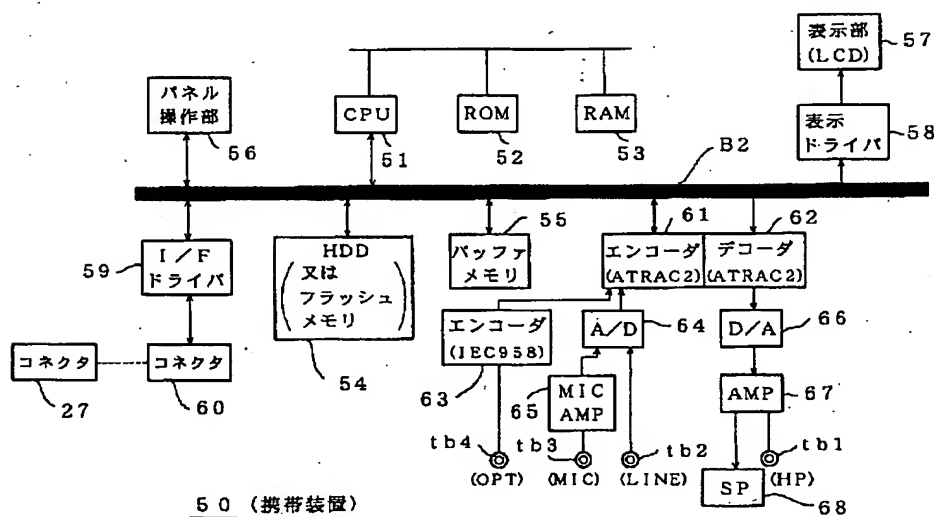 表示部
(LCD)
57
パネル
操作部
56
CPU
51
ROM
52
RAM
53
表示
ドライバ
58
B2
59
I/F
ドライバ
HDD
又は
フラッシュ
メモリ
54
55
バッファ
メモリ
61
エンコーダ
(ATRAC2)
62
デコーダ
(ATRAC2)
コネクタ
27
コネクタ
60
エンコーダ
(IEC958)
63
A/D
64
D/A
66
65
MIC
AMP
AMP
67
tb4
(OPT)
tb3
(MIC)
tb2
(LINE)
tb1
(HP)
SP
68
50 (携帯装置)